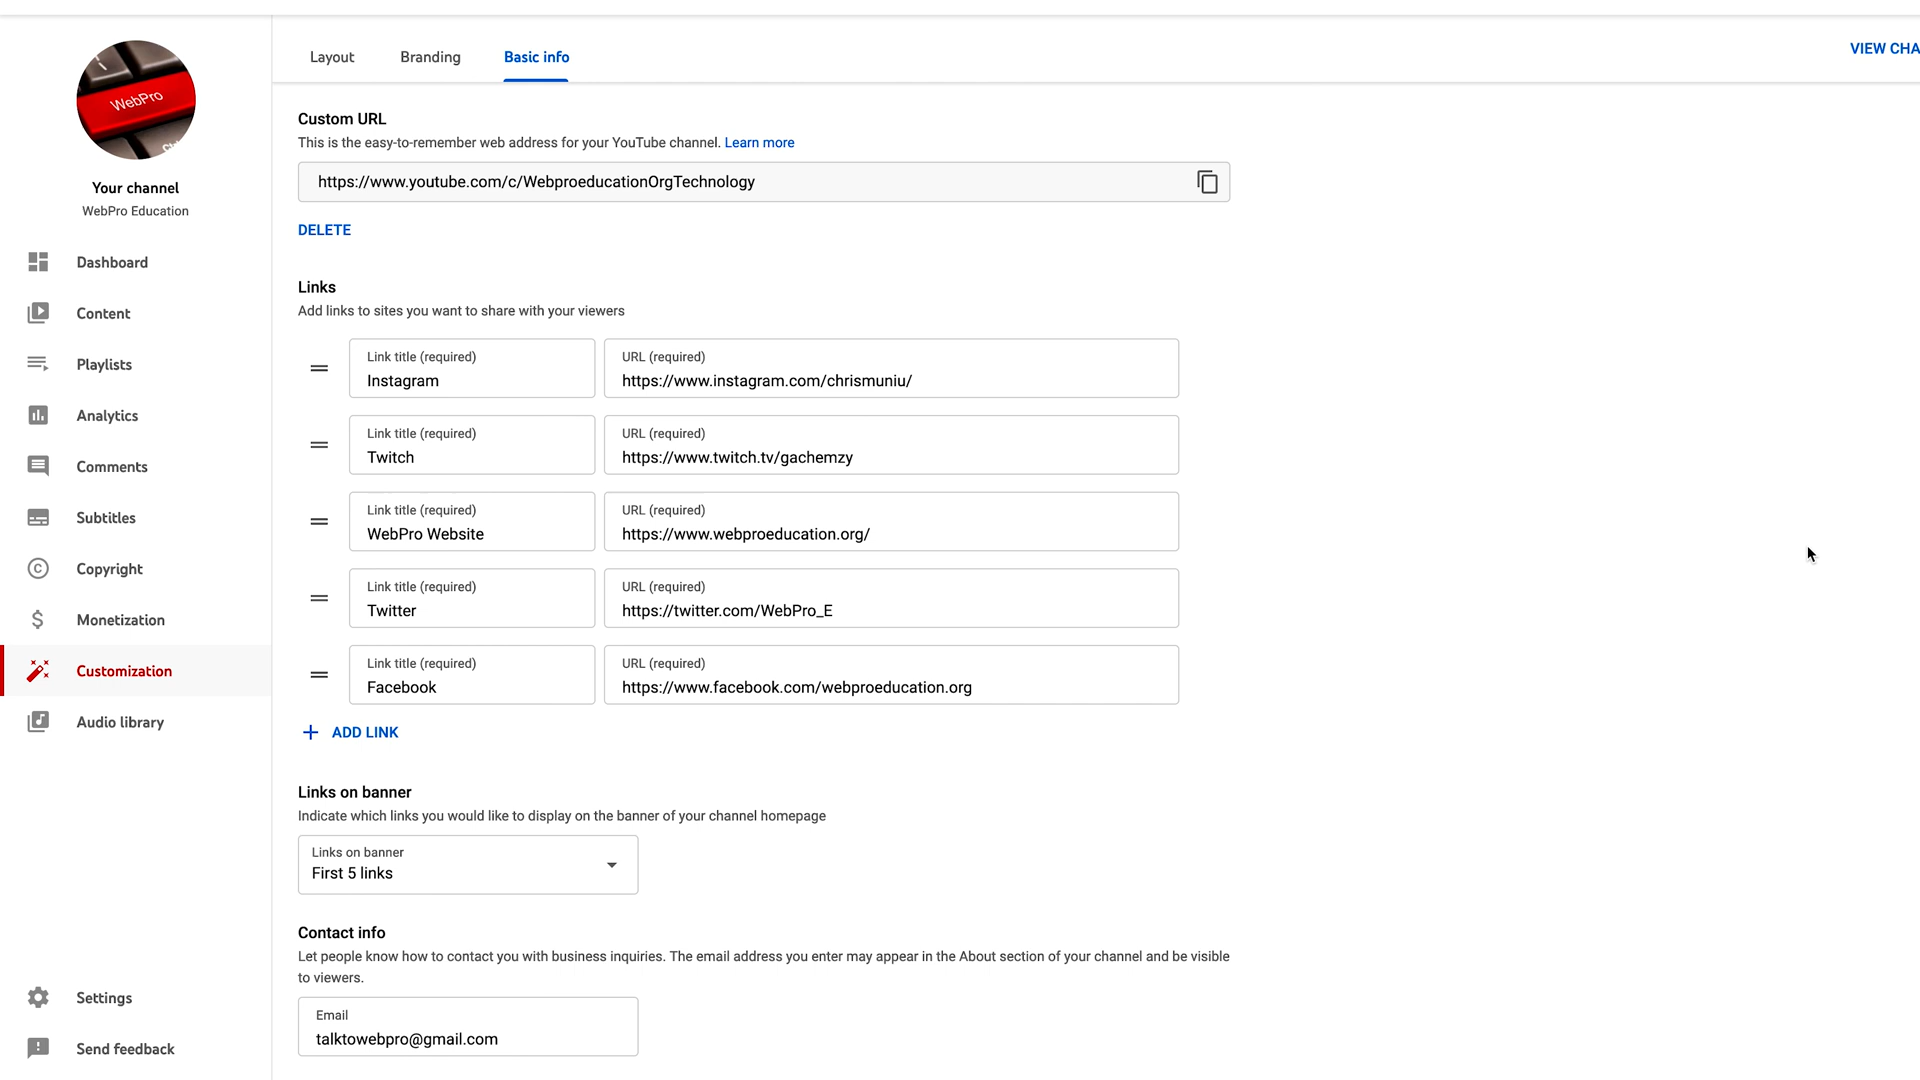 Layout
Branding
Basic info
VIEW CHA
WebPro
Ctrl
Your channel
WebPro Education
Dashboard
Content
Playlists
Analytics
Comments
Subtitles
Copyright
Monetization
Customization
Audio library
Settings
Send feedback
Custom URL
This is the easy-to-remember web address for your YouTube channel. Learn more
https://www.youtube.com/c/WebproeducationOrgTechnology
DELETE
Links
Add links to sites you want to share with your viewers
Link title (required)
Instagram
URL (required)
https://www.instagram.com/chrismuniu/
Link title (required)
Twitch
URL (required)
https://www.twitch.tv/gachemzy
Link title (required)
WebPro Website
URL (required)
https://www.webproeducation.org/
Link title (required)
Twitter
URL (required)
https://twitter.com/WebPro_E
Link title (required)
Facebook
URL (required)
https://www.facebook.com/webproeducation.org
+ ADD LINK
Links on banner
Indicate which links you would like to display on the banner of your channel homepage
Links on banner
First 5 links
Contact info
Let people know how to contact you with business inquiries. The email address you enter may appear in the About section of your channel and be visible
to viewers.
Email
talktowebpro@gmail.com